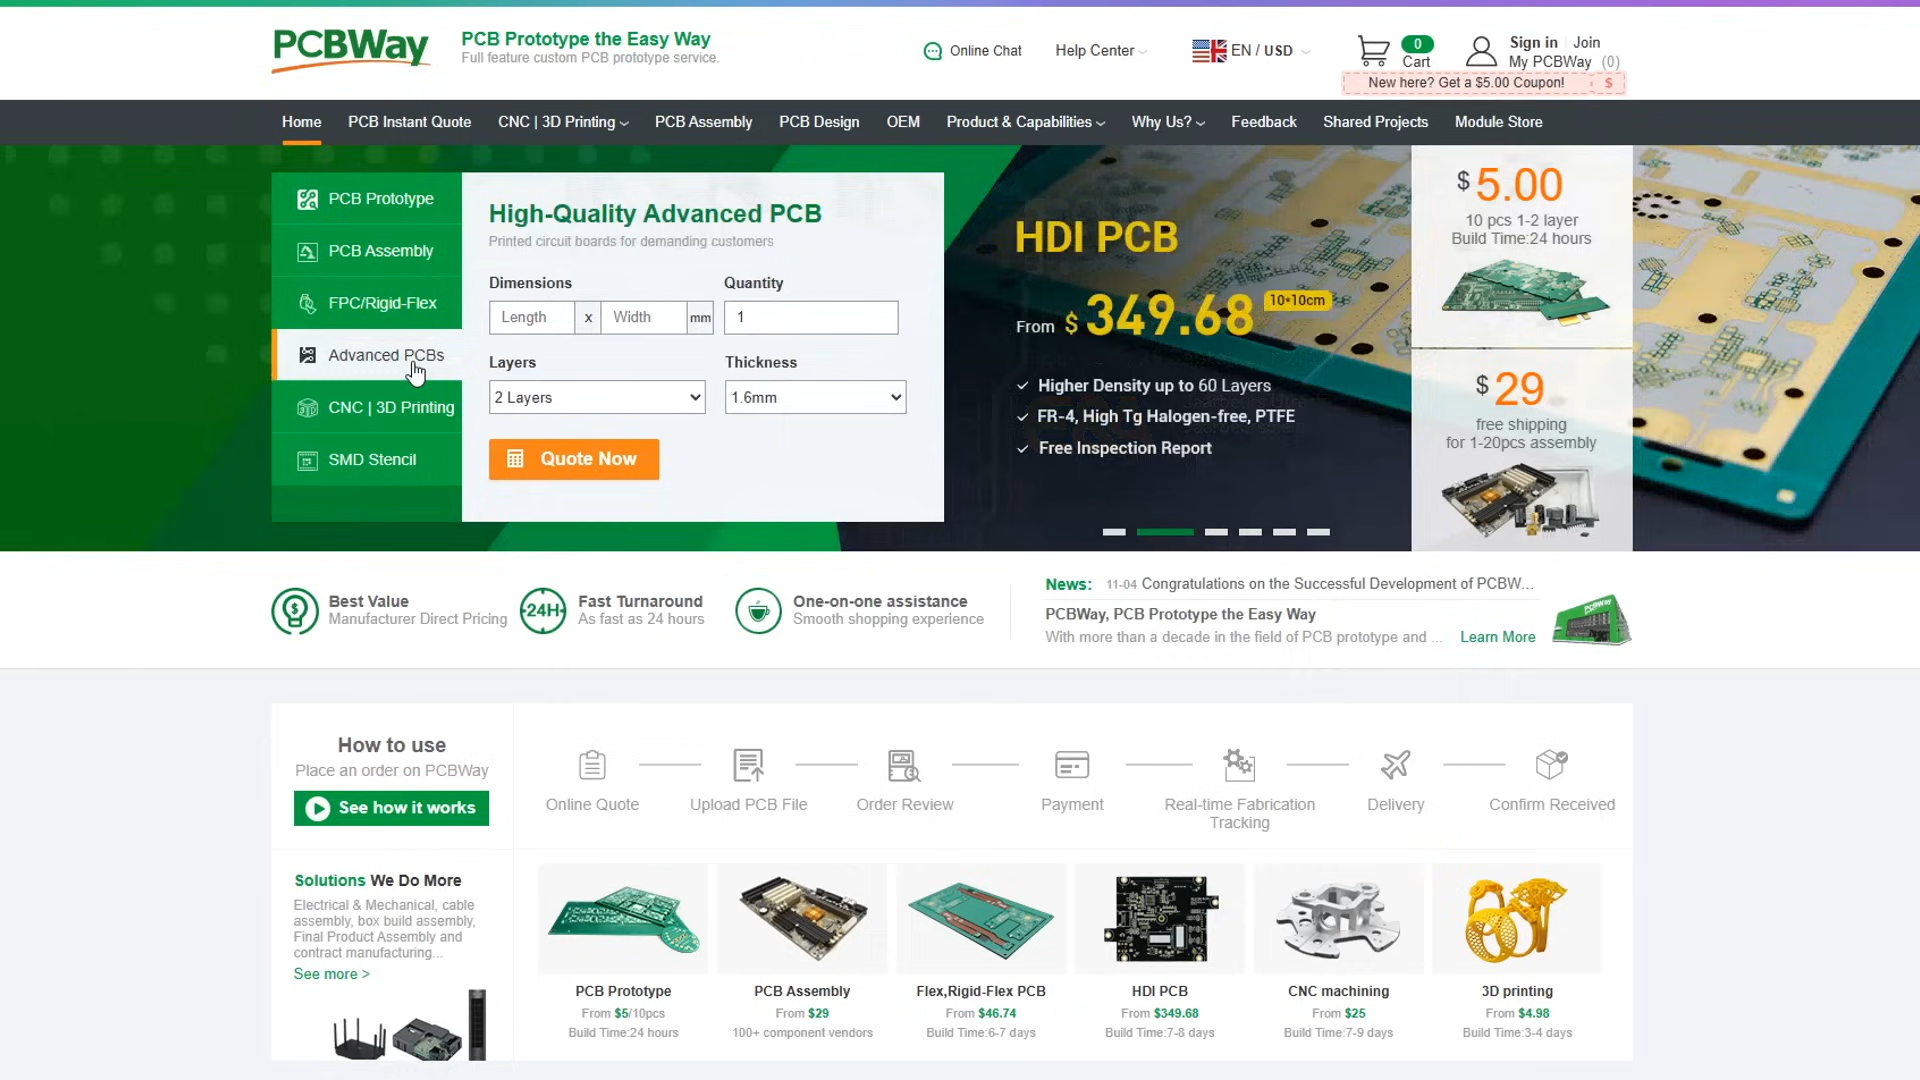 PCBWay
PCB Prototype the Easy Way
Full feature custom PCB prototype service.
Online Chat
Help Center
EN / USD
0
Cart
Sign in
Join
My PCBWay (0)
New here? Get a $5.00 Coupon!
$
Home
PCB Instant Quote
CNC | 3D Printing
PCB Assembly
PCB Design
OEM
Product & Capabilities
Why Us?
Feedback
Shared Projects
Module Store
PCB Prototype
PCB Assembly
FPC/Rigid-Flex
Advanced PCBs
CNC | 3D Printing
SMD Stencil
High-Quality Advanced PCB
Printed circuit boards for demanding customers
Dimensions
Quantity
Length
x
Width
mm
1
Layers
Thickness
2 Layers
1.6mm
Quote Now
HDI PCB
From $ 349.68
10*10cm
Higher Density up to 60 Layers
FR-4, High Tg Halogen-free, PTFE
Free Inspection Report
$ 5.00
10 pcs 1-2 layer
Build Time:24 hours
$ 29
free shipping
for 1-20pcs assembly
Best Value
Manufacturer Direct Pricing
24H
Fast Turnaround
As fast as 24 hours
One-on-one assistance
Smooth shopping experience
News: 11-04 Congratulations on the Successful Development of PCBW...
PCBWay, PCB Prototype the Easy Way
With more than a decade in the field of PCB prototype and ... Learn More
PCBWay
How to use
Place an order on PCBWay
See how it works
Online Quote
Upload PCB File
Order Review
Payment
Real-time Fabrication
Tracking
Delivery
Confirm Received
Solutions We Do More
Electrical & Mechanical, cable
assembly, box build assembly,
Final Product Assembly and
contract manufacturing...
See more >
PCB Prototype
From $5/10pcs
Build Time:24 hours
PCB Assembly
From $29
100+ component vendors
Flex,Rigid-Flex PCB
From $46.74
Build Time:6-7 days
HDI PCB
From $349.68
Build Time:7-8 days
CNC machining
From $25
Build Time:7-9 days
3D printing
From $4.98
Build Time:3-4 days